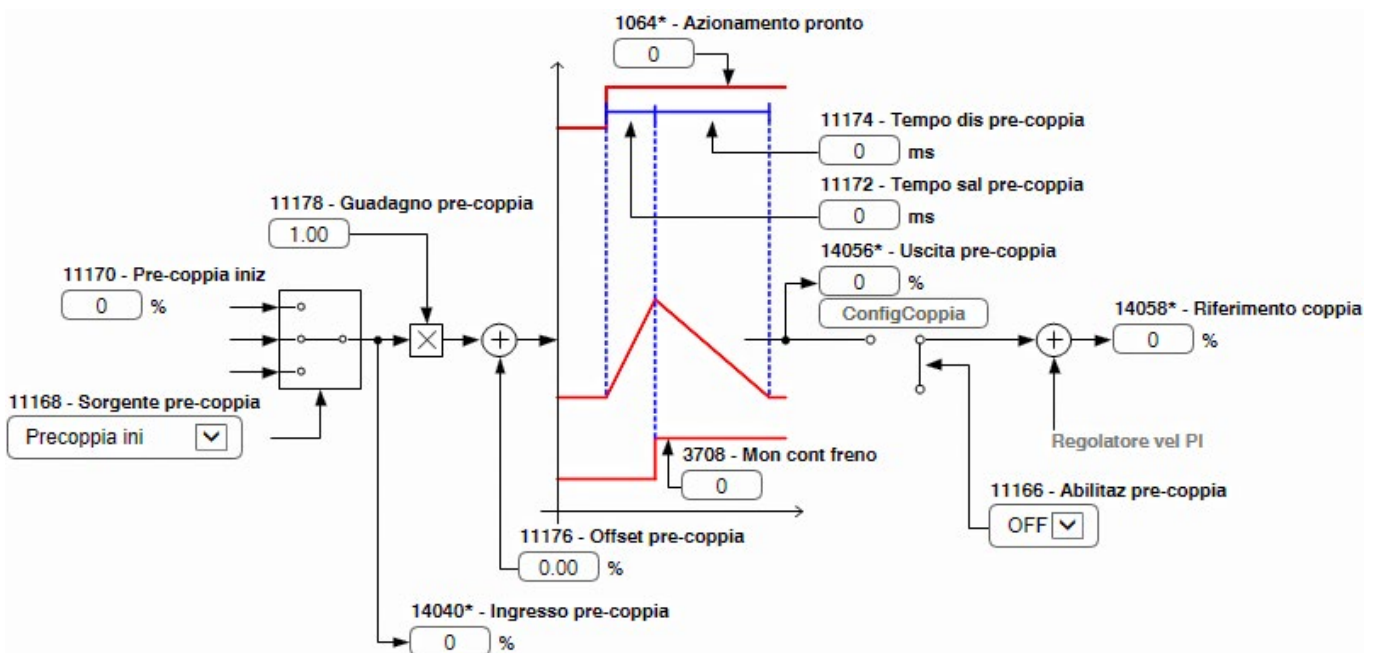 1064* - Azionamento pronto
0
11174 - Tempo dis pre-coppia
0 ms
11172 - Tempo sal pre-coppia
0 ms
11178 - Guadagno pre-coppia
1.00
14056* - Uscita pre-coppia
0 %
ConfigCoppia
11170 - Pre-coppia iniz
0 %
14058* - Riferimento coppia
0 %
11168 - Sorgente pre-coppia
Precoppia ini
Regolatore vel PI
3708 - Mon cont freno
0
11166 - Abilitaz pre-coppia
OFF
11176 - Offset pre-coppia
0.00 %
14040* - Ingresso pre-coppia
0 %